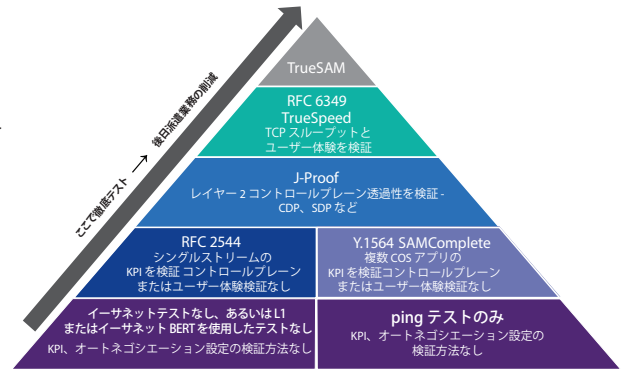 TrueSAM
RFC 6349
TrueSpeed
TCP スループットと
ユーザー体験を検証
J-Proof
レイヤー 2 コントロールプレーン透過性を検証 -
CDP、SDP など
RFC 2544
シングルストリームの
KPI を検証 コントロールプレーン
またはユーザー体験検証なし
Y.1564 SAMComplete
複数 COS アプリの
KPI を検証コントロールプレーン
またはユーザー体験検証なし
イーサネットテストなし、あるいは L1
またはイーサネット BERT を使用したテストなし
KPI、オートネゴシエーション設定の検証方法なし
ping テストのみ
KPI、オートネゴシエーション設定の
検証方法なし
ここで徹底テスト → 後日派遣業務の削減